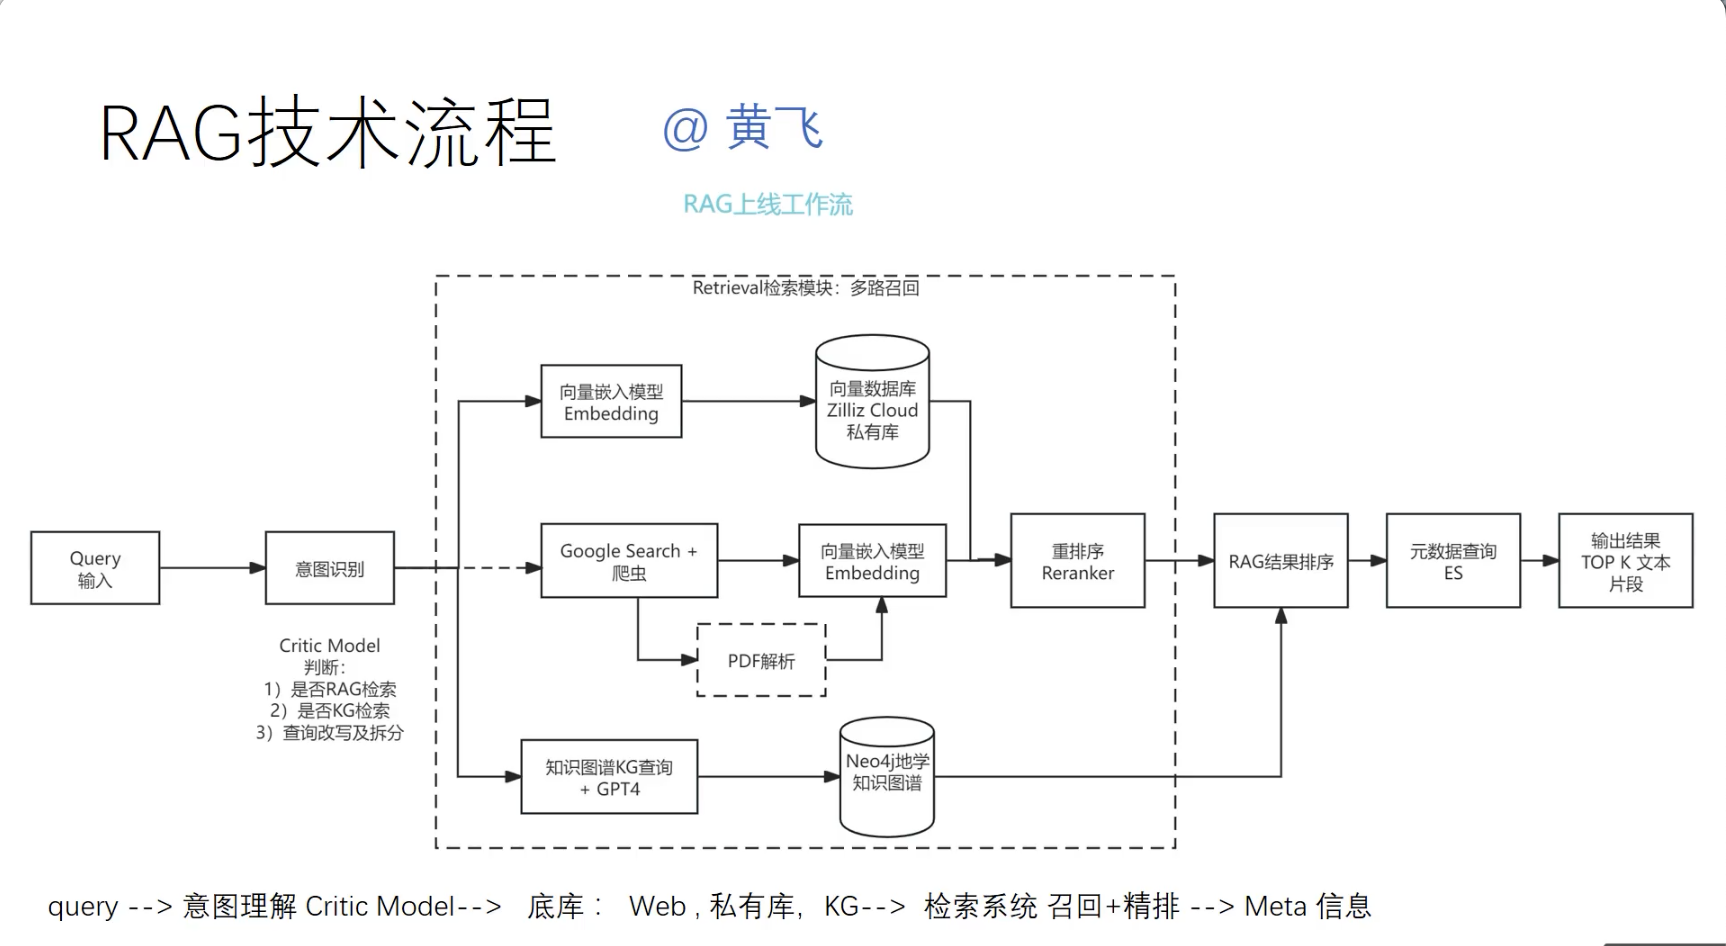 RAG技术流程
@ 黄飞
RAG上线工作流
Retrieval检索模块：多路召回
向量嵌入模型
Embedding
向量数据库
Zilliz Cloud
私有库
Query
输入
意图识别
Critic Model
判断：
1）是否RAG检索
2）是否KG检索
3）查询改写及拆分
Google Search +
爬虫
向量嵌入模型
Embedding
PDF解析
重排序
Reranker
知识图谱KG查询
+ GPT4
Neo4j地学
知识图谱
RAG结果排序
元数据查询
ES
输出结果
TOP K 文本
片段
query --> 意图理解 Critic Model--> 底库： Web , 私有库, KG--> 检索系统 召回+精排 --> Meta 信息